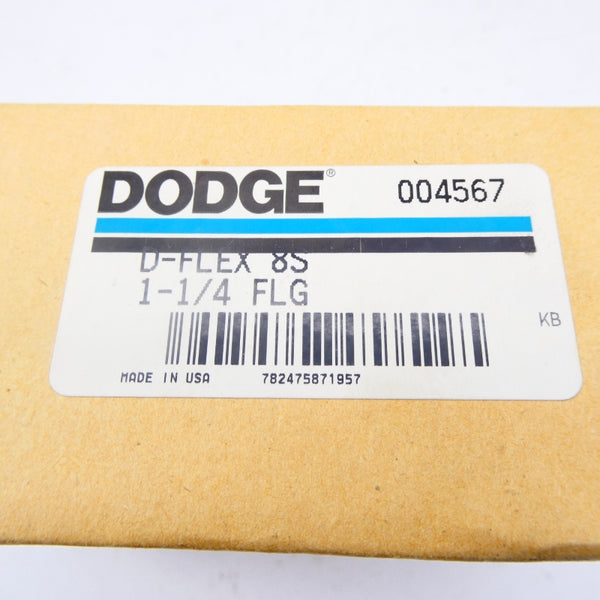 DODGE® 004567
D-FLEX 8S
1-1/4 FLG
KB
MADE IN USA 782475871957